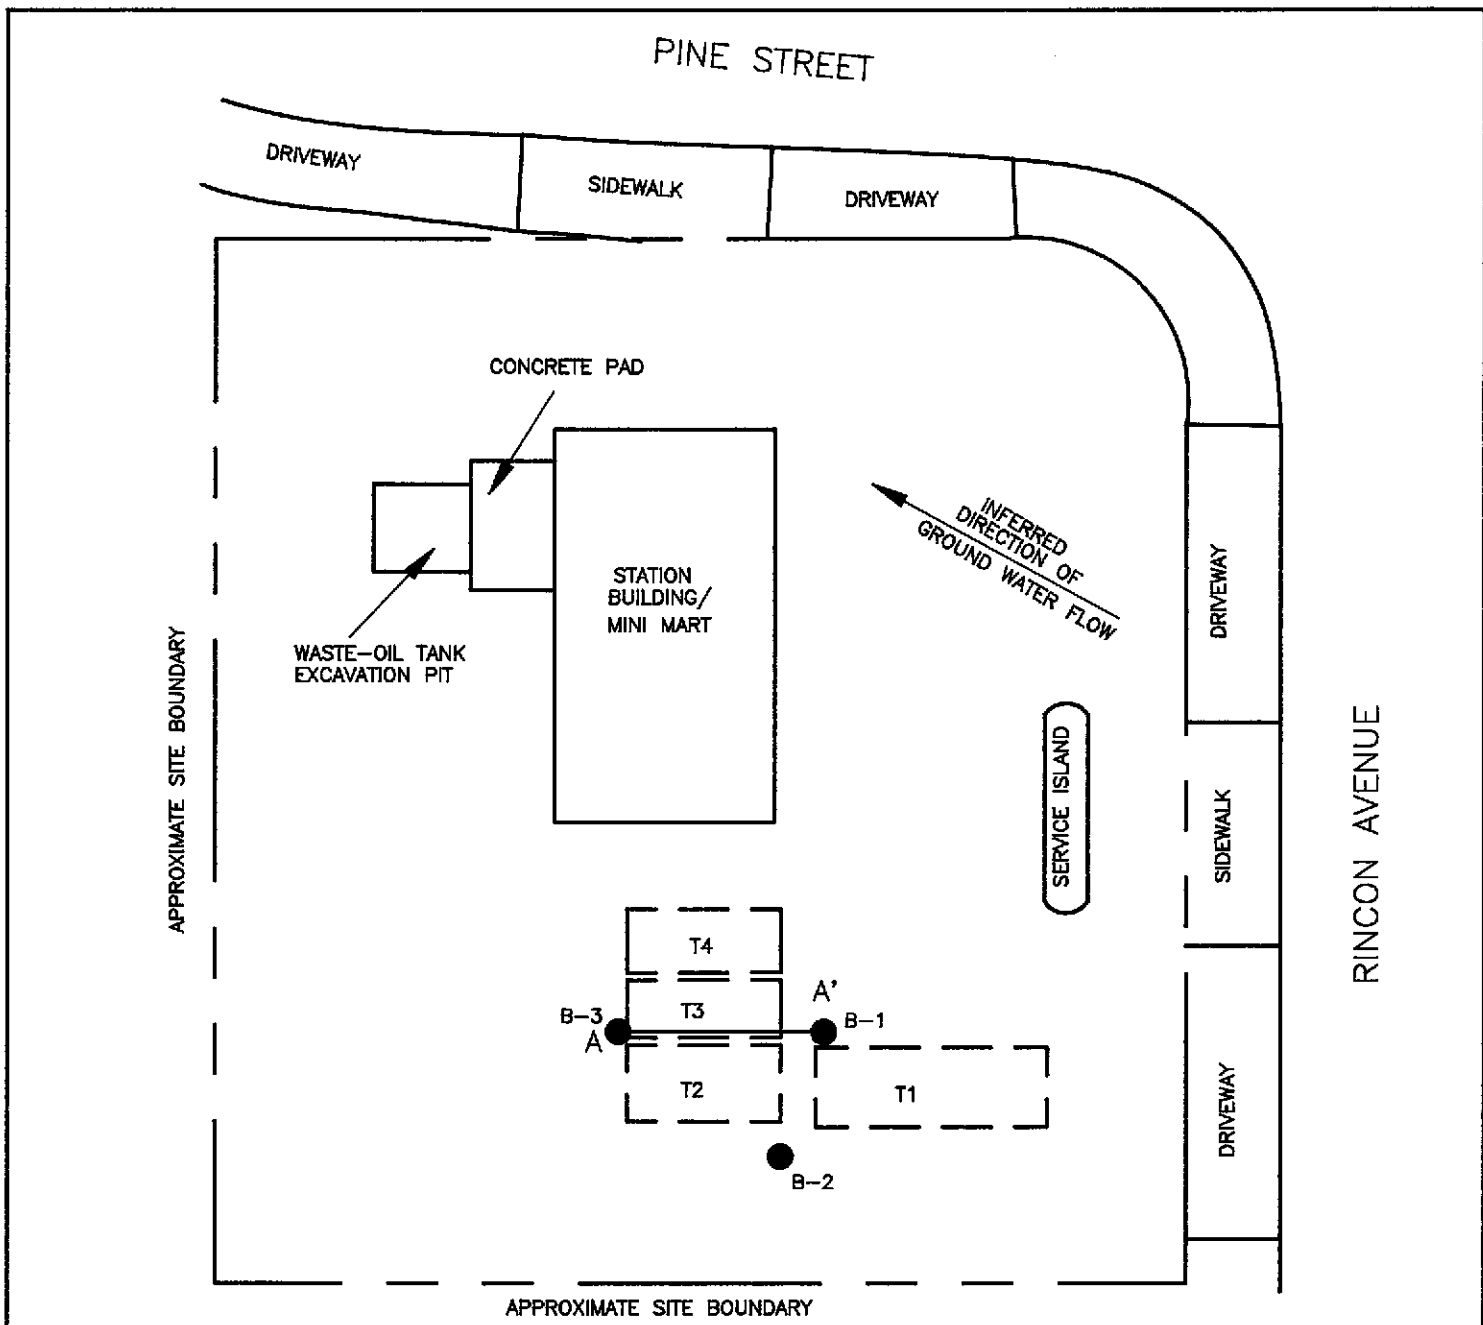 PINE STREET
DRIVEWAY
SIDEWALK
DRIVEWAY
CONCRETE PAD
INFERRED
DIRECTION OF
GROUND WATER FLOW
STATION
BUILDING/
MINI MART
DRIVEWAY
WASTE-OIL TANK
EXCAVATION PIT
APPROXIMATE SITE BOUNDARY
SERVICE ISLAND
SIDEWALK
RINCON AVENUE
T4
T3
A'
B-3
B-1
A
T2
T1
DRIVEWAY
B-2
APPROXIMATE SITE BOUNDARY